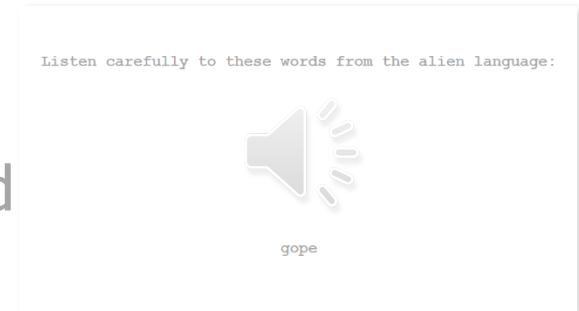 Listen carefully to these words from the alien language:
d
gope